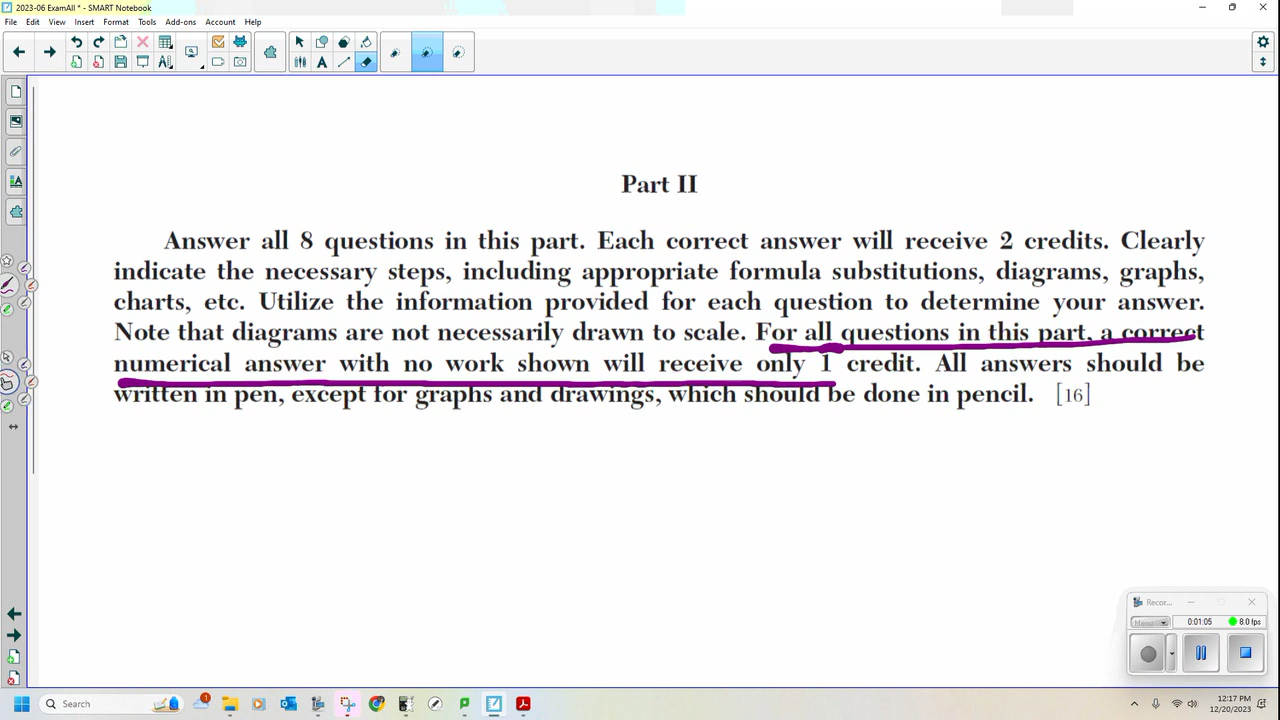 2023-06 ExamAll * - SMART Notebook
File Edit View Insert Format Tools Add-ons Account Help
Part II
Answer all 8 questions in this part. Each correct answer will receive 2 credits. Clearly
indicate the necessary steps, including appropriate formula substitutions, diagrams, graphs,
charts, etc. Utilize the information provided for each question to determine your answer.
Note that diagrams are not necessarily drawn to scale. For all questions in this part, a correct
numerical answer with no work shown will receive only 1 credit. All answers should be
written in pen, except for graphs and drawings, which should be done in pencil. [16]
Recor...
0:01:05 8.0 fps
Search
1
12:17 PM
12/20/2023